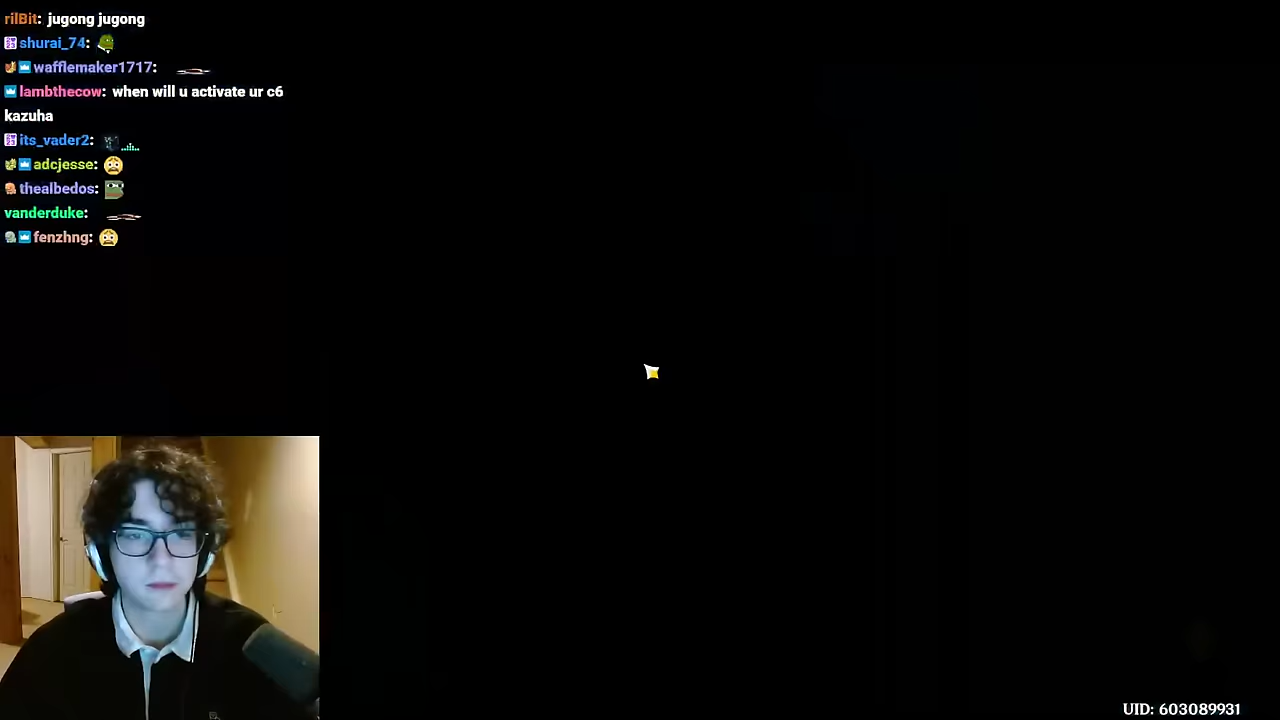 rilBit: jugong jugong
shurai_74:
wafflemaker1717:
lambthecow: when will u activate ur c6
kazuha
its_vader2:
adcjesse:
thealbedos:
vanderduke:
fenzhng:
UID: 603089931